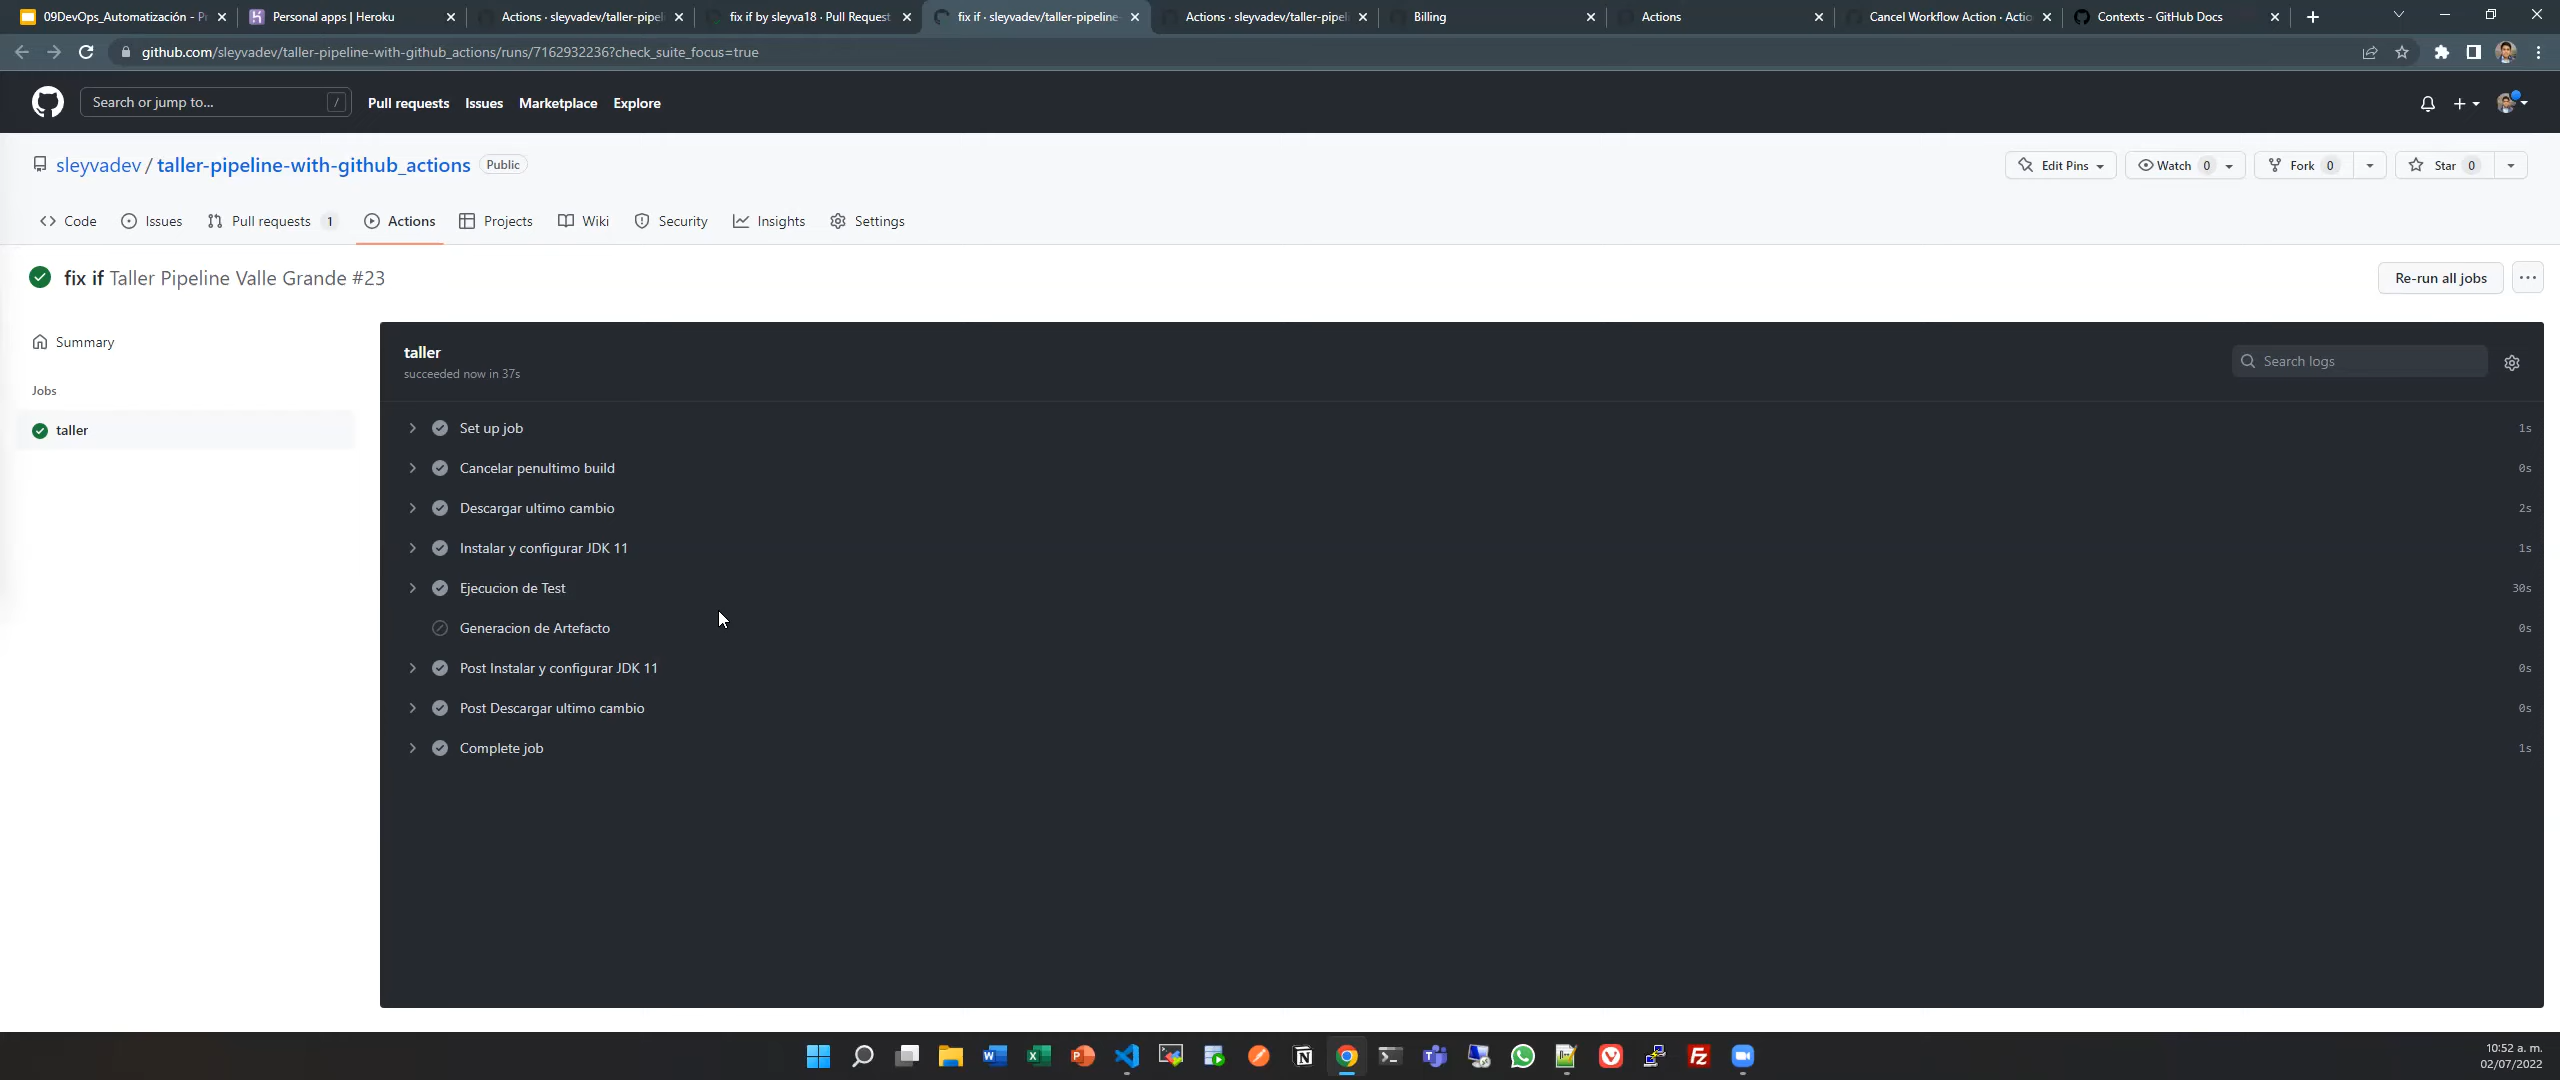 09DevOps_Automatización - Pr
Personal apps | Heroku
Actions · sleyvadev/taller-pipel
fix if by sleyva18 · Pull Request
fix if · sleyvadev/taller-pipeline-
Actions · sleyvadev/taller-pipel
Billing
Actions
Cancel Workflow Action · Actio
Contexts - GitHub Docs
github.com/sleyvadev/taller-pipeline-with-github_actions/runs/7162932236?check_suite_focus=true
Search or jump to... /
Pull requests Issues Marketplace Explore
sleyvadev / taller-pipeline-with-github_actions Public
Edit Pins Watch 0 Fork 0 Star 0
Code Issues Pull requests 1 Actions Projects Wiki Security Insights Settings
fix if Taller Pipeline Valle Grande #23
Re-run all jobs
Summary
Jobs
taller
taller
succeeded now in 37s
Search logs
Set up job 1s
Cancelar penultimo build 0s
Descargar ultimo cambio 2s
Instalar y configurar JDK 11 1s
Ejecucion de Test 30s
Generacion de Artefacto 0s
Post Instalar y configurar JDK 11 0s
Post Descargar ultimo cambio 0s
Complete job 1s
10:52 a. m.
02/07/2022